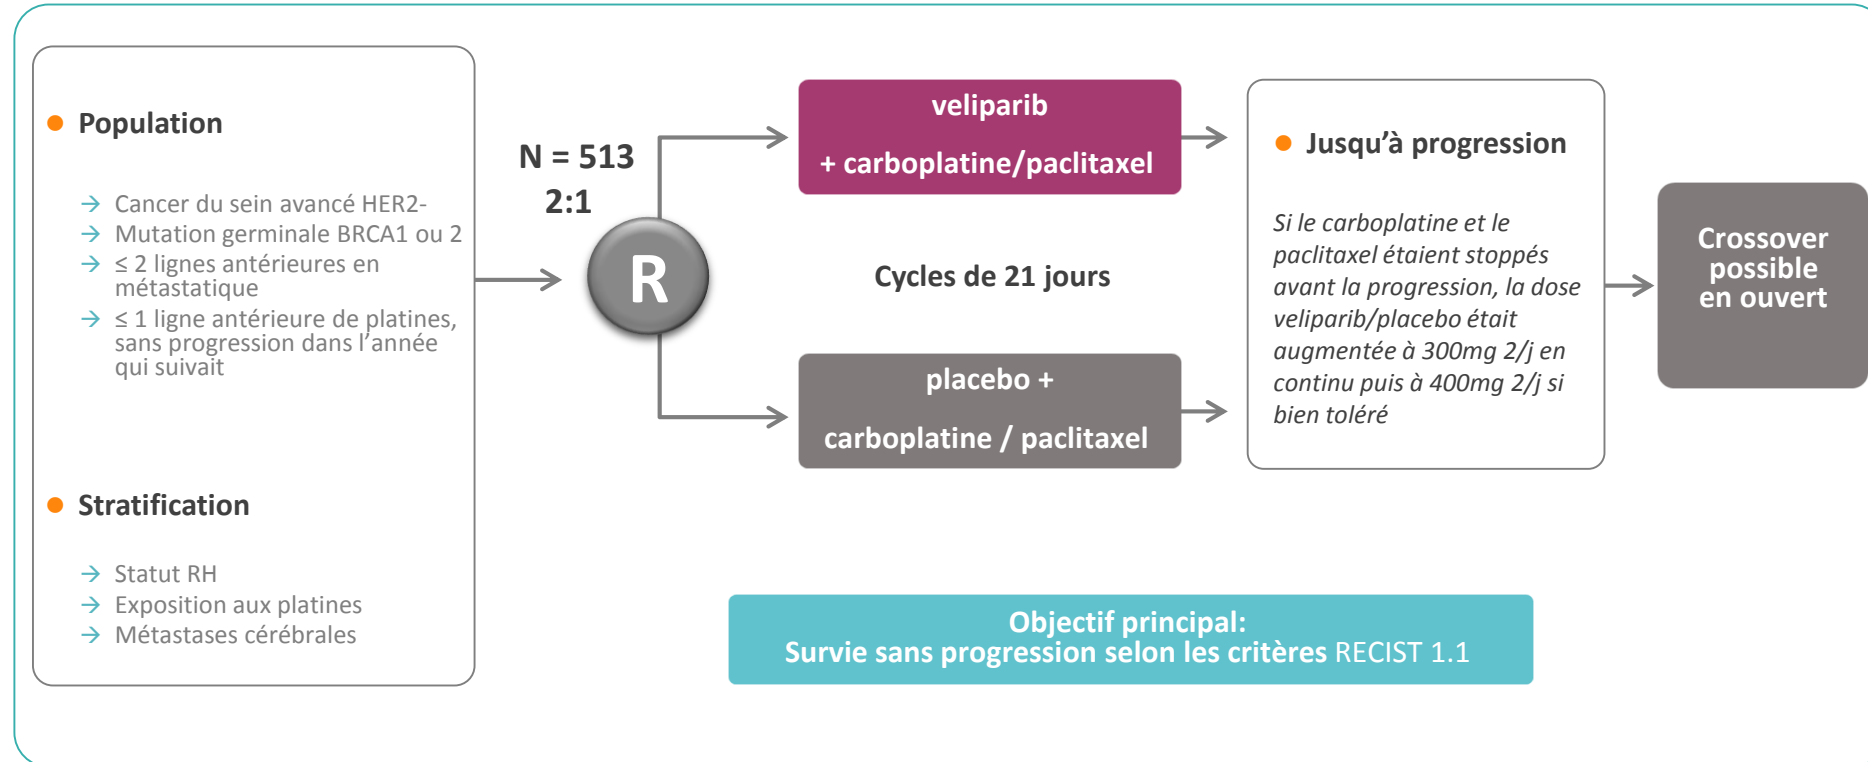 Population
Cancer du sein avancé HER2-
Mutation germinale BRCA1 ou 2
≤ 2 lignes antérieures en
métastatique
≤ 1 ligne antérieure de platines,
sans progression dans l’année
qui suivait
Stratification
Statut RH
Exposition aux platines
Métastases cérébrales
N = 513
2:1
R
veliparib
+ carboplatine/paclitaxel
Cycles de 21 jours
placebo +
carboplatine / paclitaxel
Jusqu’à progression
Si le carboplatine et le
paclitaxel étaient stoppés
avant la progression, la dose
veliparib/placebo était
augmentée à 300mg 2/j en
continu puis à 400mg 2/j si
bien toléré
Crossover
possible
en ouvert
Objectif principal:
Survie sans progression selon les critères RECIST 1.1